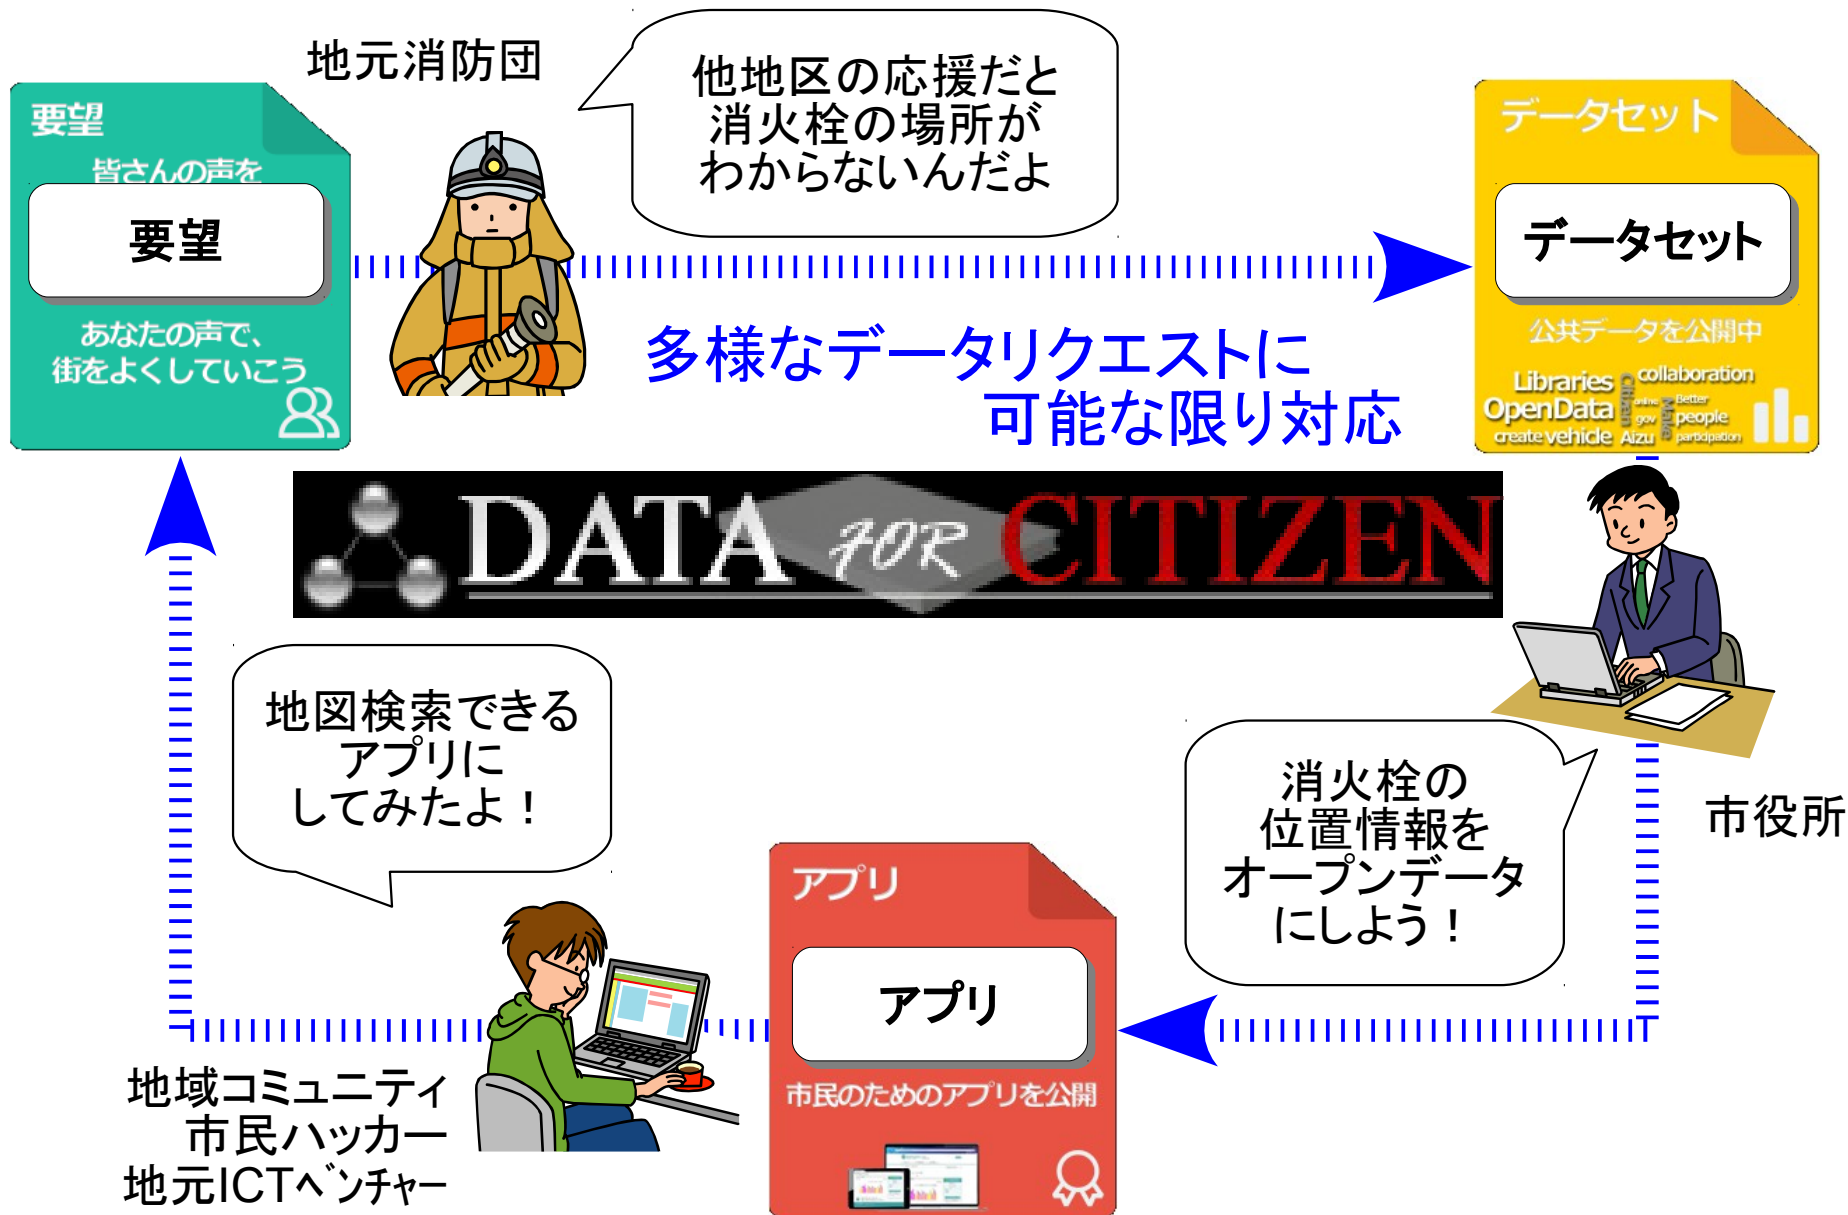 地元消防団
他地区の応援だと
消火栓の場所が
わからないんだよ
要望
皆さんの声を
要望
あなたの声で、
街をよくしていこう
データセット
データセット
公共データを公開中
Libraries
OpenData
create vehicle
Citizen
Aizu
collaboration
online
gov
Make
Better
people
participation
多様なデータリクエストに
可能な限り対応
DATA FOR CITIZEN
地図検索できる
アプリに
してみたよ！
消火栓の
位置情報を
オープンデータ
にしよう！
市役所
アプリ
アプリ
市民のためのアプリを公開
地域コミュニティ
市民ハッカー
地元ICTベンチャー